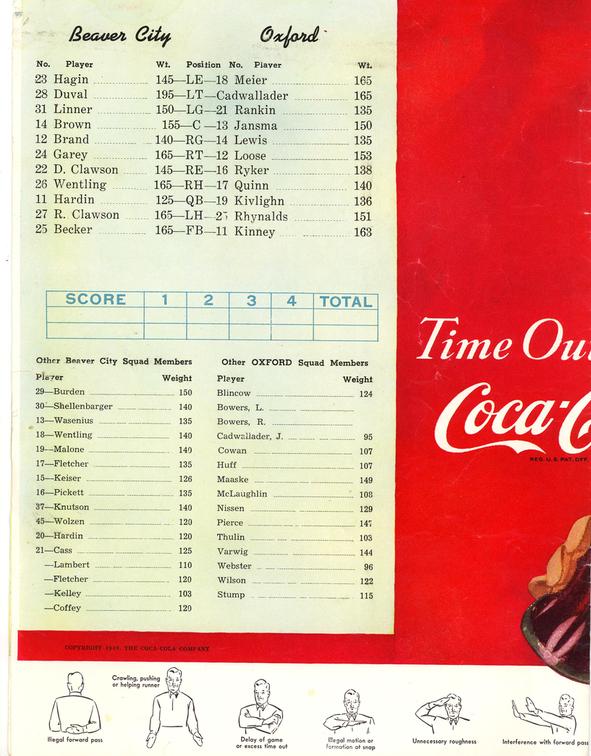 Beaver City Oxford
No. Player Wt. Position No. Player Wt.
23 Hagin 145—LE—18 Meier 165
28 Duval 195—LT—Cadwallader 165
31 Linner 150—LG—21 Rankin 135
14 Brown 155—C—13 Jansma 150
12 Brand 140—RG—14 Lewis 135
24 Garey 165—RT—12 Loose 153
22 D. Clawson 145—RE—16 Ryker 138
26 Wentling 165—RH—17 Quinn 140
11 Hardin 125—QB—19 Kivlighn 136
27 R. Clawson 165—LH—25 Rhynalds 151
25 Becker 165—FB—11 Kinney 163
SCORE 1 2 3 4 TOTAL
Other Beaver City Squad Members
Player Weight
29—Burden 150
30—Shellenbarger 140
13—Wasenius 135
18—Wentling 140
19—Malone 140
17—Fletcher 135
15—Keiser 126
16—Pickett 135
37—Knutson 140
45—Wolzen 120
20—Hardin 120
21—Cass 125
—Lambert 110
—Fletcher 120
—Kelley 103
—Coffey 120
Other OXFORD Squad Members
Player Weight
Blincow 124
Bowers, L.
Bowers, R.
Cadwallader, J. 95
Cowan 107
Huff 107
Maaske 149
McLaughlin 108
Nissen 129
Pierce 147
Thulin 103
Varwig 144
Webster 96
Wilson 122
Stump 115
Time Ou
Coca-C
REG. U.S. PAT. OFF.
COPYRIGHT 1949, THE COCA-COLA COMPANY
Illegal forward pass
Crawling, pushing
or helping runner
Delay of game
or excess time out
Illegal motion or
formation at snap
Unnecessary roughness
Interference with forward pass